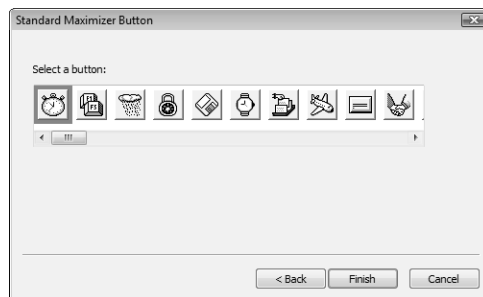 Standard Maximizer Button
Select a button:
< Back
Finish
Cancel